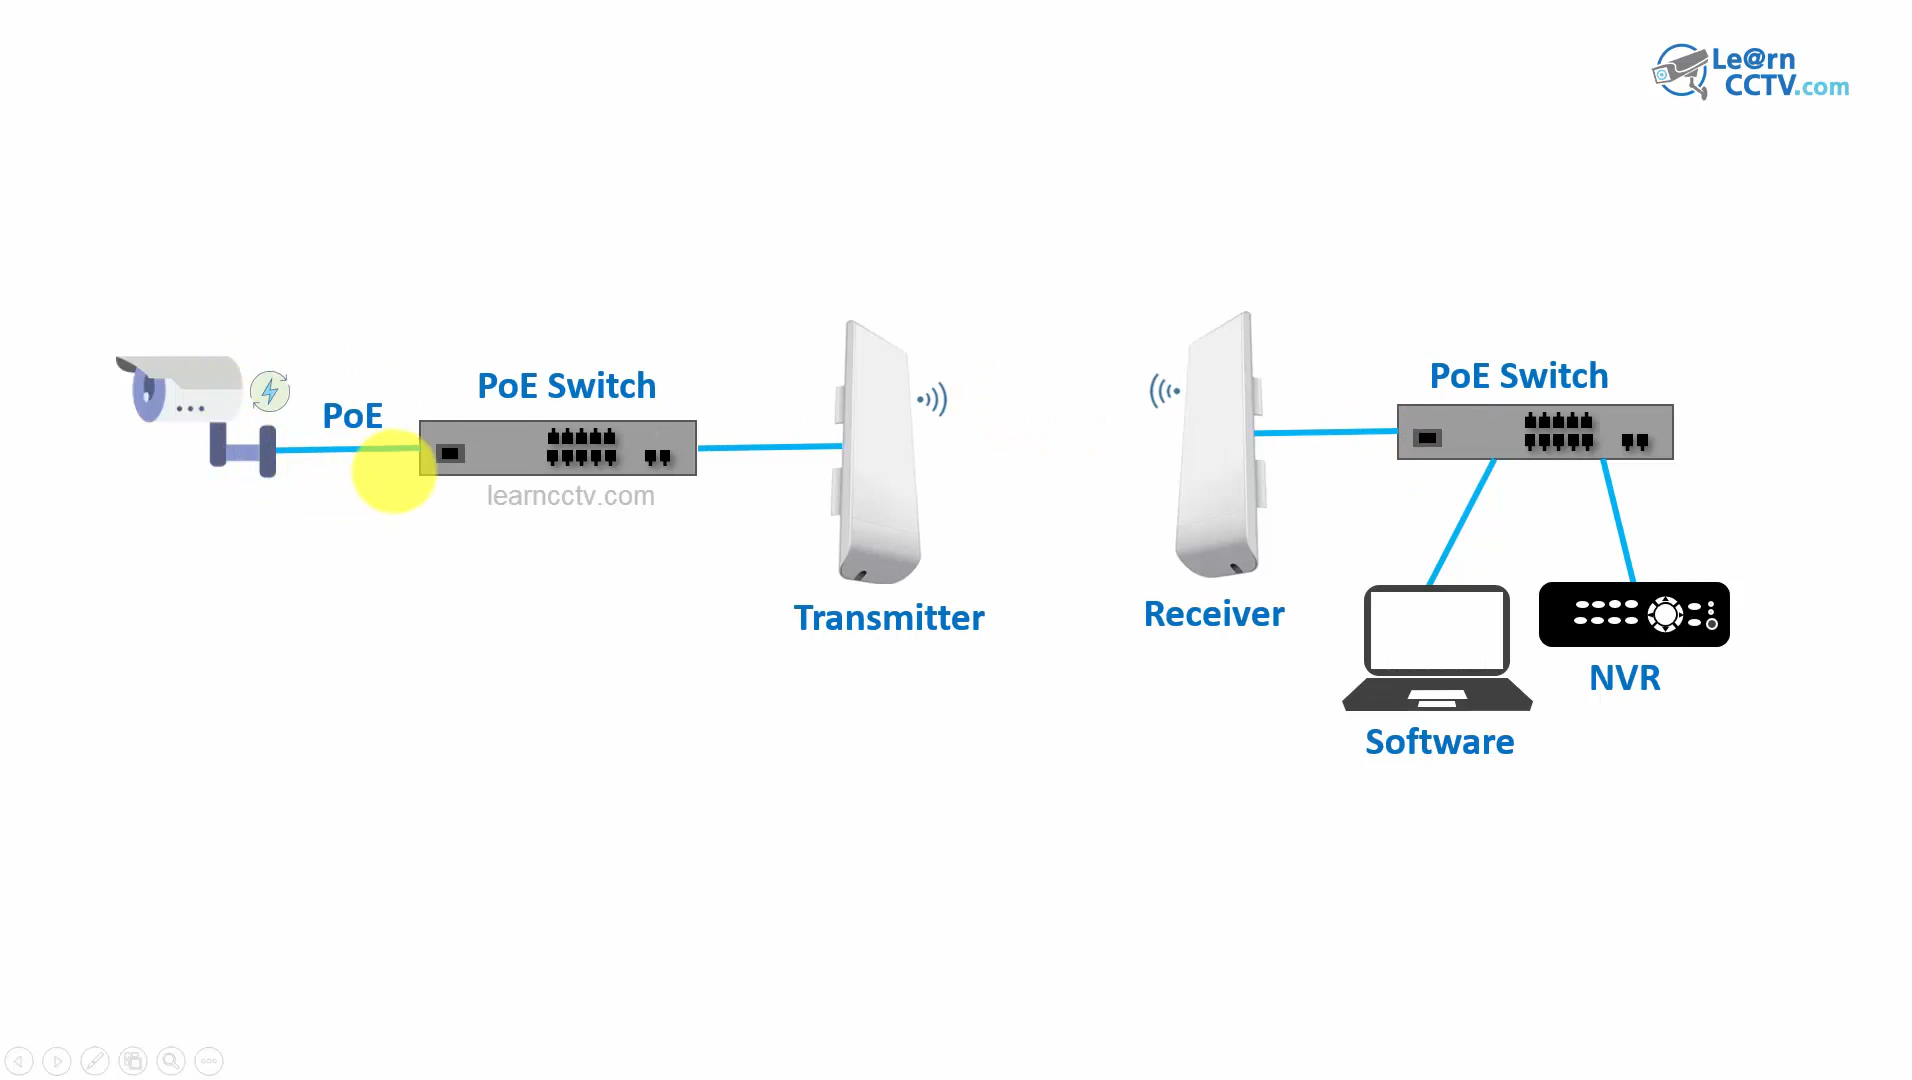 Le@rn
CCTV.com
PoE Switch
PoE
learncctv.com
Transmitter
Receiver
PoE Switch
Software
NVR